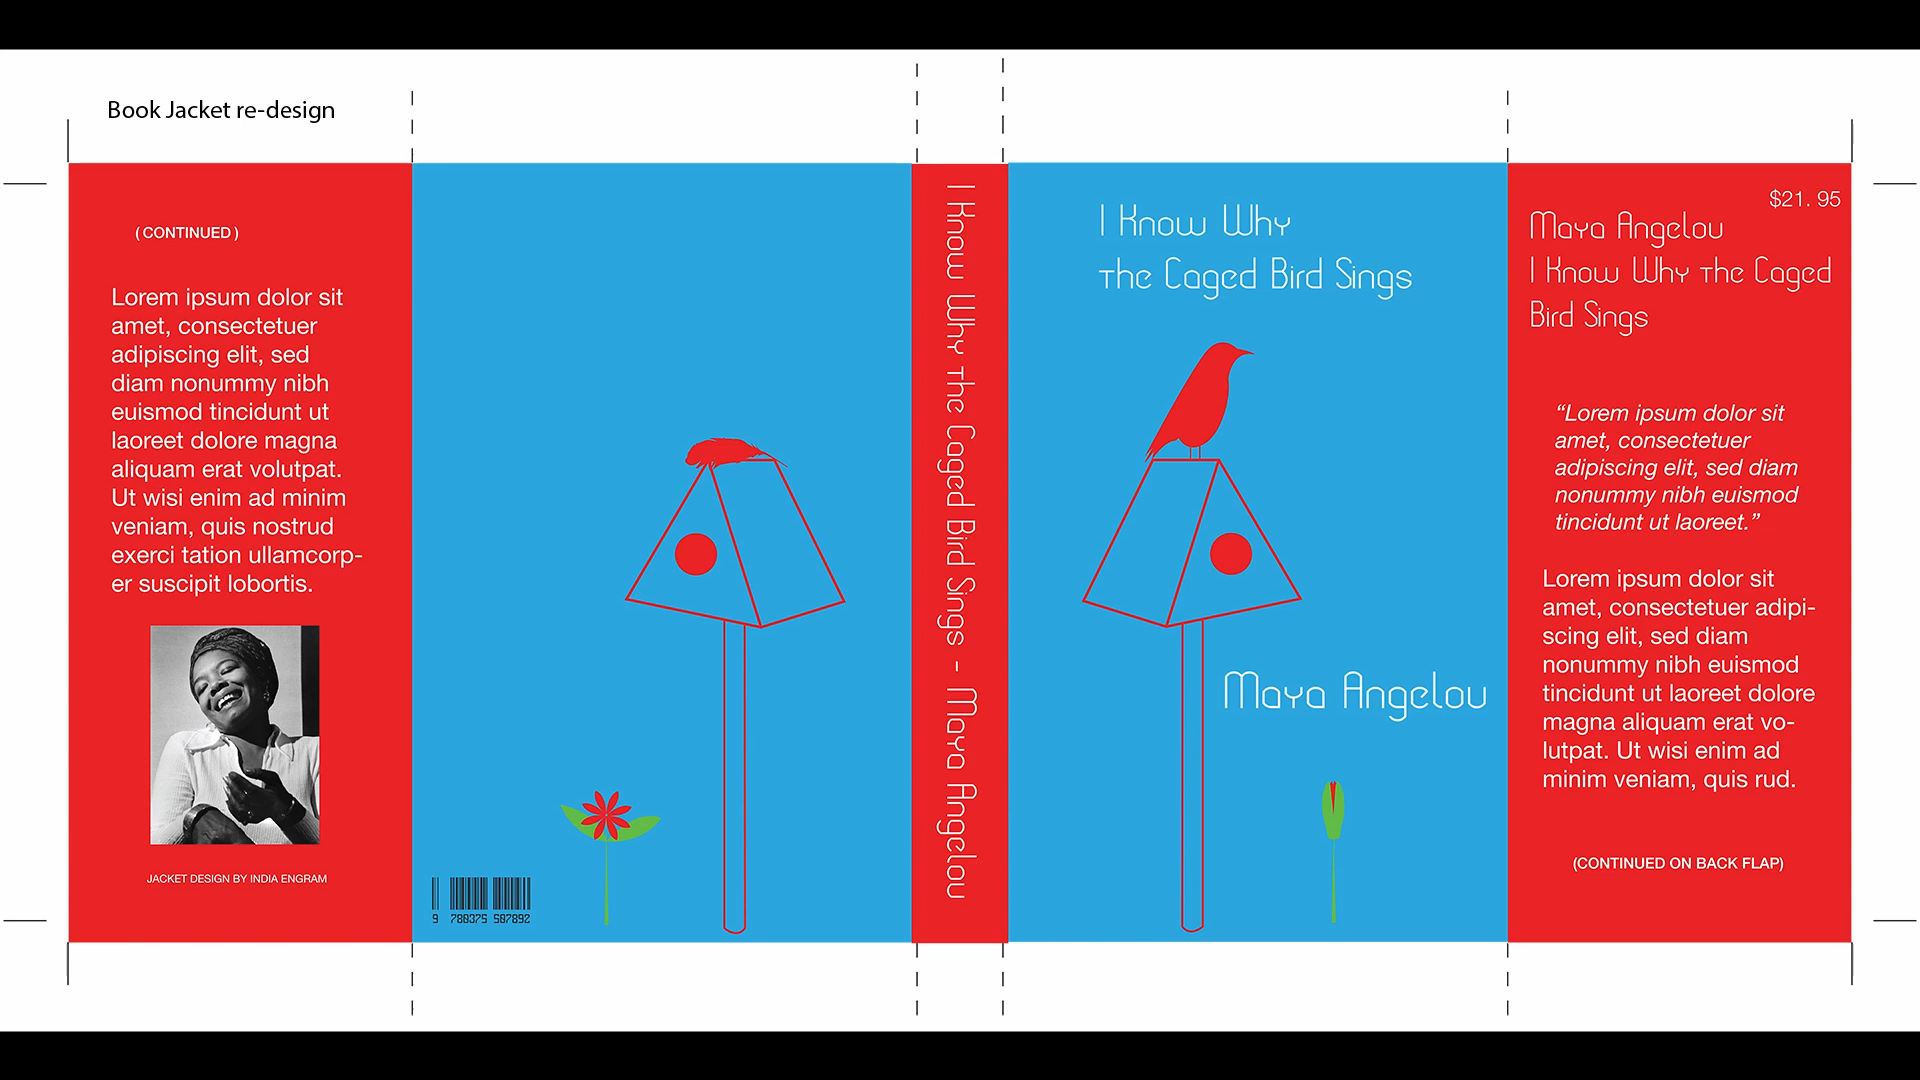 Book Jacket re-design
( CONTINUED )
Lorem ipsum dolor sit
amet, consectetuer
adipiscing elit, sed
diam nonummy nibh
euismod tincidunt ut
laoreet dolore magna
aliquam erat volutpat.
Ut wisi enim ad minim
veniam, quis nostrud
exerci tation ullamcorp-
er suscipit lobortis.
JACKET DESIGN BY INDIA ENGRAM
9 780375 507892
I Know Why the Caged Bird Sings - Maya Angelou
I Know Why
the Caged Bird Sings
Maya Angelou
$21. 95
Maya Angelou
I Know Why the Caged
Bird Sings
“Lorem ipsum dolor sit
amet, consectetuer
adipiscing elit, sed diam
nonummy nibh euismod
tincidunt ut laoreet.”
Lorem ipsum dolor sit
amet, consectetuer adipi-
scing elit, sed diam
nonummy nibh euismod
tincidunt ut laoreet dolore
magna aliquam erat vo-
lutpat. Ut wisi enim ad
minim veniam, quis rud.
(CONTINUED ON BACK FLAP)